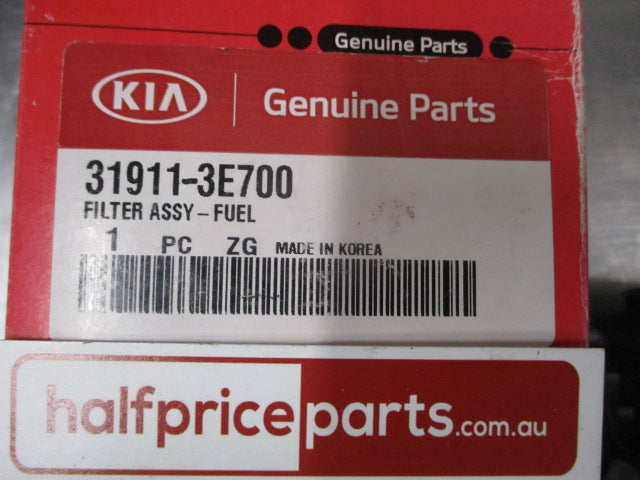 Genuine Parts
KIA Genuine Parts
31911-3E700
FILTER ASSY-FUEL
1 PC ZG MADE IN KOREA
halfpriceparts.com.au